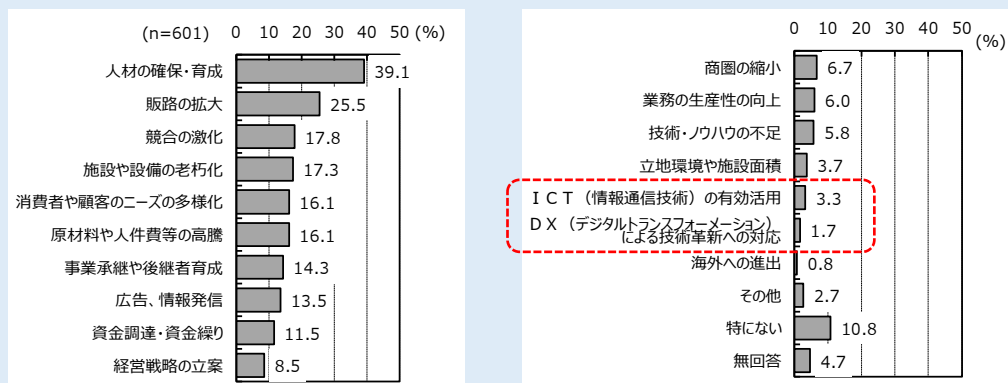 (n=601)
0 10 20 30 40 50 (%)
人材の確保・育成 39.1
販路の拡大 25.5
競合の激化 17.8
施設や設備の老朽化 17.3
消費者や顧客のニーズの多様化 16.1
原材料や人件費等の高騰 16.1
事業承継や後継者育成 14.3
広告、情報発信 13.5
資金調達・資金繰り 11.5
経営戦略の立案 8.5
0 10 20 30 40 50
(%)
商圏の縮小 6.7
業務の生産性の向上 6.0
技術・ノウハウの不足 5.8
立地環境や施設面積 3.7
ＩＣＴ（情報通信技術）の有効活用 3.3
ＤＸ（デジタルトランスフォーメーション）
による技術革新への対応 1.7
海外への進出 0.8
その他 2.7
特にない 10.8
無回答 4.7